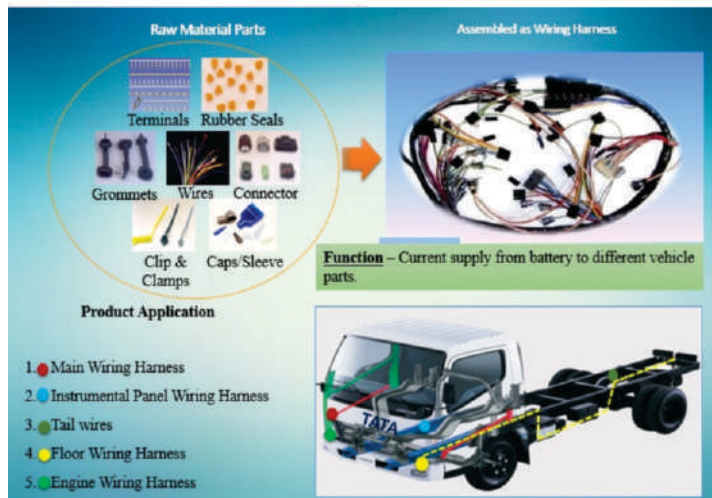 Raw Material Parts
Assembled as Wiring Harness
Terminals
Rubber Seals
Grommets
Wires
Connector
Clip &
Clamps
Caps/Sleeve
Function – Current supply from battery to different vehicle
parts.
Product Application
1. Main Wiring Harness
2. Instrumental Panel Wiring Harness
3. Tail wires
4. Floor Wiring Harness
5. Engine Wiring Harness
TATA